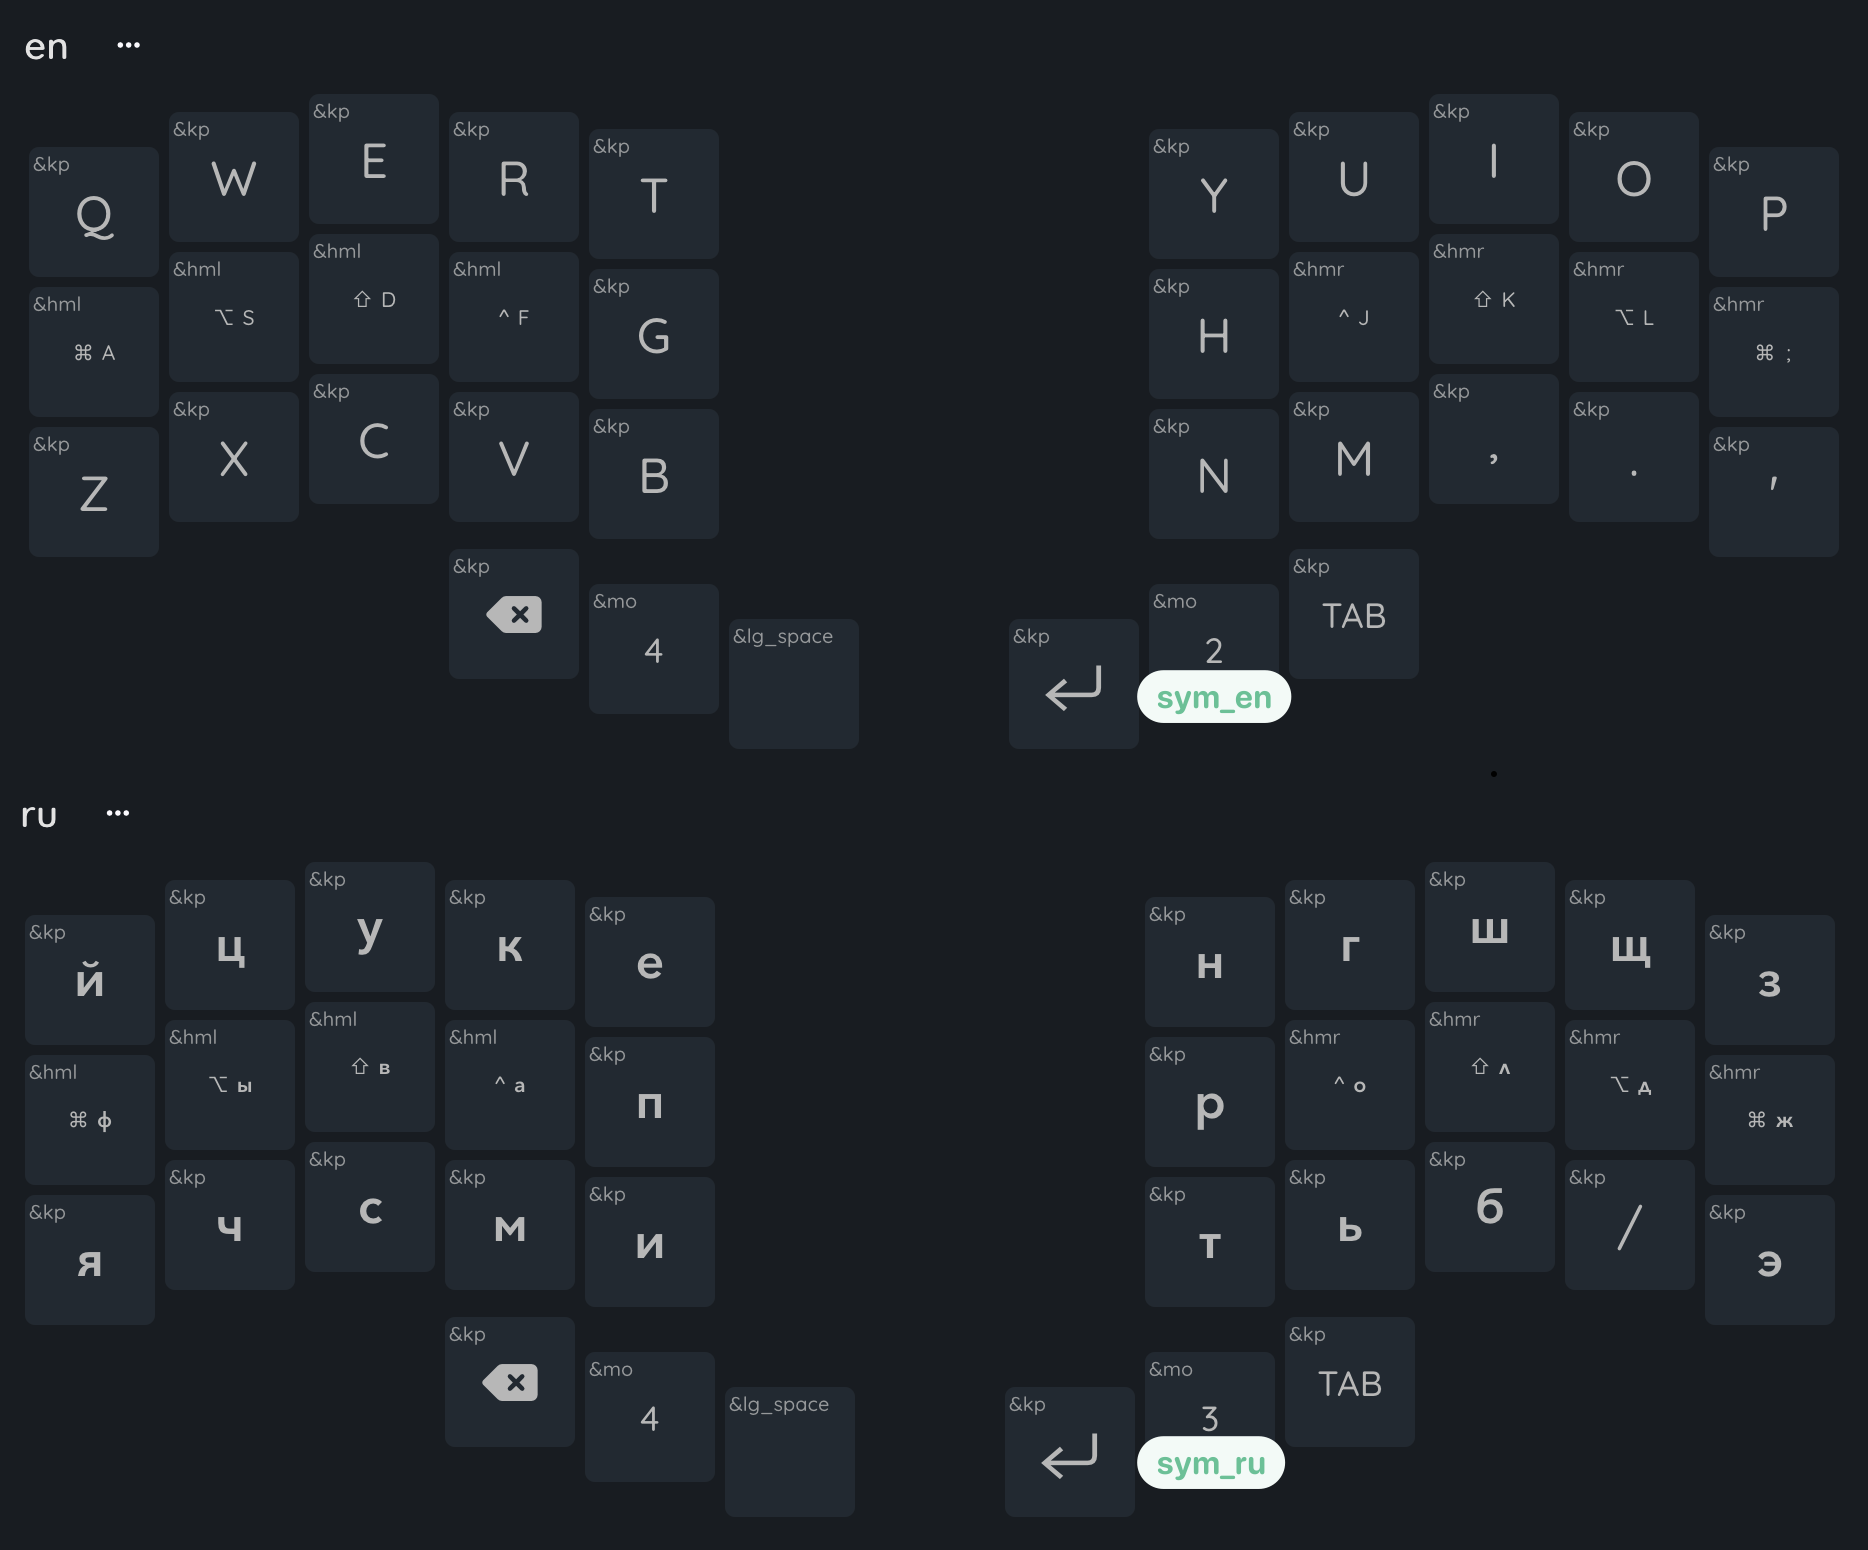 en ...
&kp Q &kp W &kp E &kp R &kp T &kp Y &kp U &kp I &kp O &kp P
&hml ⌘ A &hml ⌥ S &hml ⇧ D &hml ^ F &kp G &kp H &hmr ^ J &hmr ⇧ K &hmr ⌥ L &hmr ⌘ ;
&kp Z &kp X &kp C &kp V &kp B &kp N &kp M &kp , &kp . &kp '
&kp ⌫ &mo 4 &lg_space &kp ↵ &mo 2 &kp TAB
sym_en
ru ...
&kp й &kp ц &kp у &kp к &kp е &kp н &kp г &kp ш &kp щ &kp з
&hml ⌘ ф &hml ⌥ ы &hml ⇧ в &hml ^ а &kp п &kp р &hmr ^ о &hmr ⇧ л &hmr ⌥ д &hmr ⌘ ж
&kp я &kp ч &kp с &kp м &kp и &kp т &kp ь &kp б &kp / &kp э
&kp ⌫ &mo 4 &lg_space &kp ↵ &mo 3 &kp TAB
sym_ru